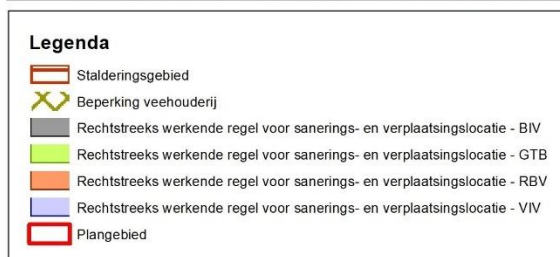 Legenda
Stalderingsgebied
Beperking veehouderij
Rechtstreeks werkende regel voor sanerings- en verplaatsingslocatie - BIV
Rechtstreeks werkende regel voor sanerings- en verplaatsingslocatie - GTB
Rechtstreeks werkende regel voor sanerings- en verplaatsingslocatie - RBV
Rechtstreeks werkende regel voor sanerings- en verplaatsingslocatie - VIV
Plangebied